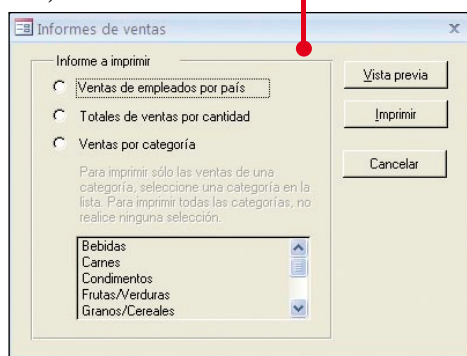 Informes de ventas
Informe a imprimir
Ventas de empleados por país
Totales de ventas por cantidad
Ventas por categoría
Para imprimir sólo las ventas de una
categoría, seleccione una categoría en la
lista. Para imprimir todas las categorías, no
realice ninguna selección.
Bebidas
Carnes
Condimentos
Frutas/Verduras
Granos/Cereales
Vista previa
Imprimir
Cancelar